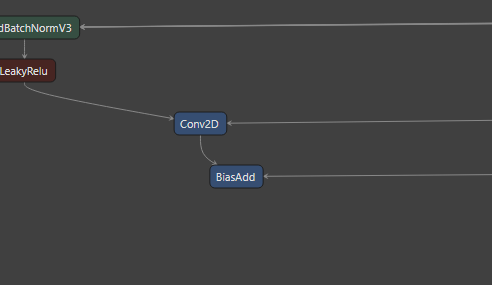 dBatchNormV3
LeakyRelu
Conv2D
BiasAdd